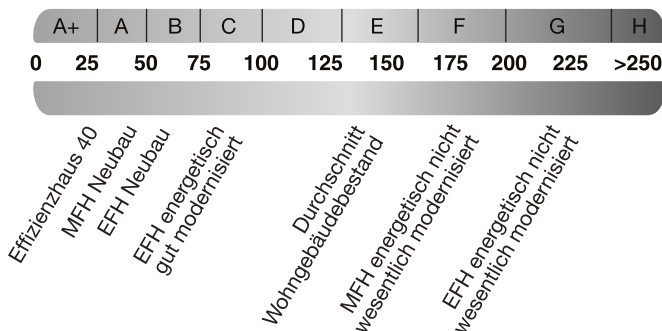 A+ A B C D E F G H
0 25 50 75 100 125 150 175 200 225 >250
Effizienzhaus 40
MFH Neubau
EFH Neubau
EFH energetisch
gut modernisiert
Durchschnitt
Wohngebäudebestand
MFH energetisch nicht
wesentlich modernisiert
EFH energetisch nicht
wesentlich modernisiert